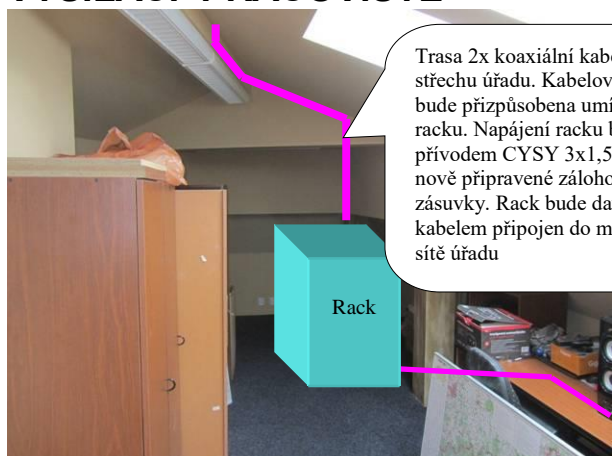 Trasa 2x koaxiální kabe
střechu úřadu. Kabelov
bude přizpůsobena umí
racku. Napájení racku b
přívodem CYSY 3x1,5
nově připravené záloho
zásuvky. Rack bude da
kabelem připojen do m
sítě úřadu
Rack